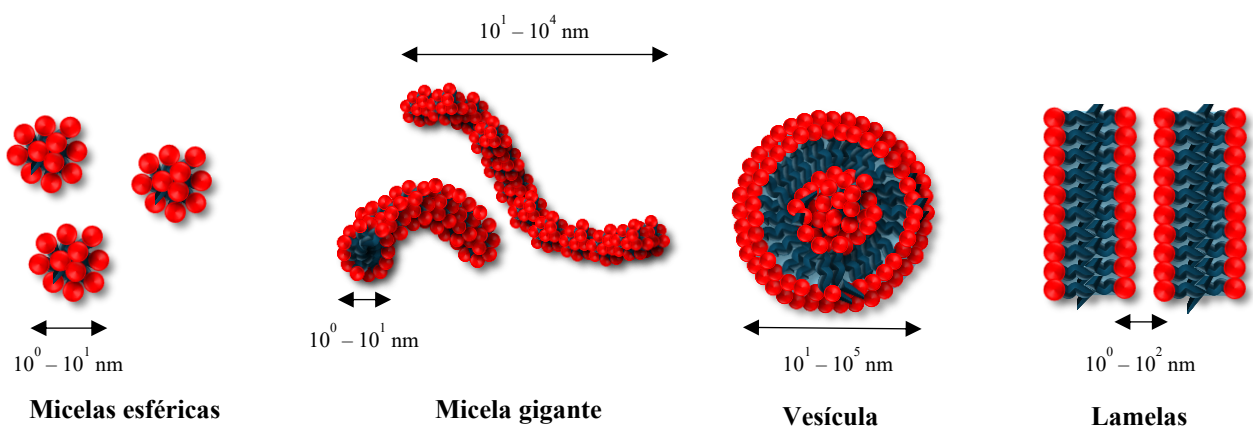 10¹ – 10⁴ nm
10⁰ – 10¹ nm
10⁰ – 10¹ nm
10¹ – 10⁵ nm
10⁰ – 10² nm
Micelas esféricas
Micela gigante
Vesícula
Lamelas